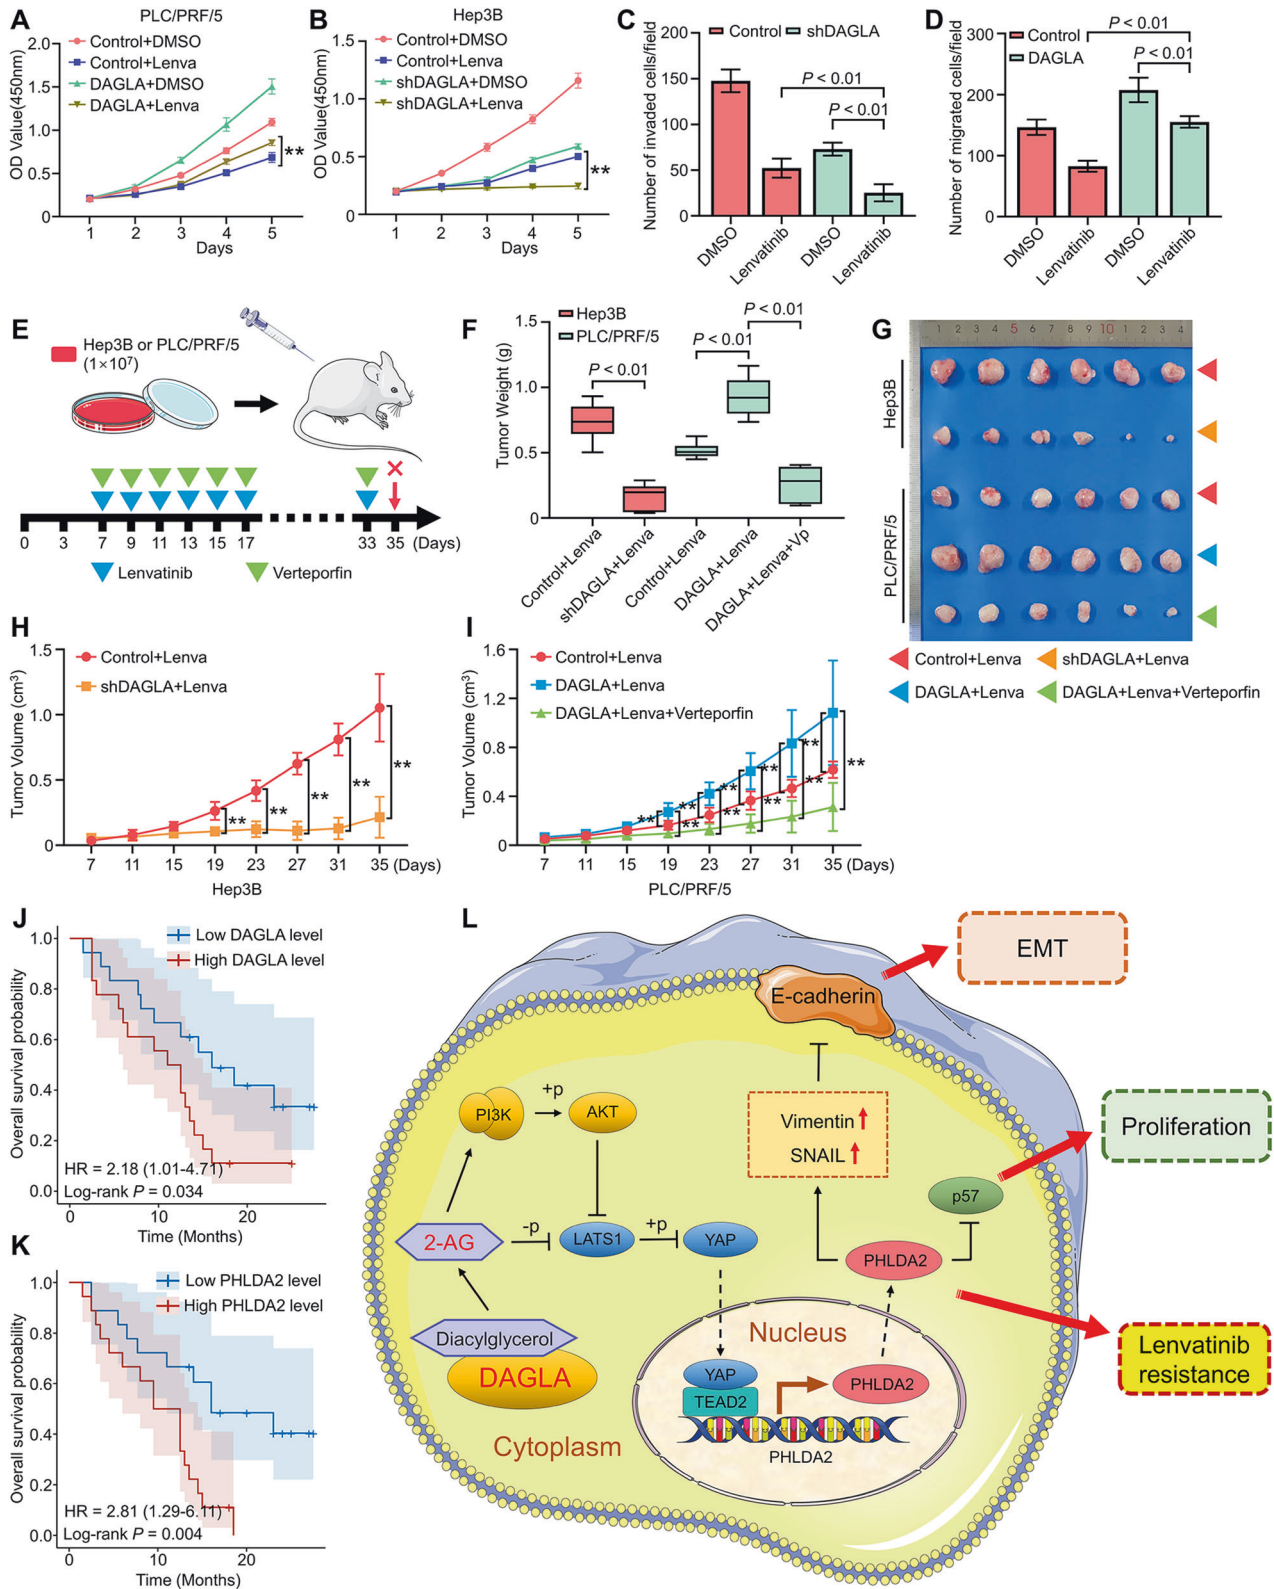 A
PLC/PRF/5
OD Value(450nm)
2.0
1.5
1.0
0.5
0
Control+DMSO
Control+Lenva
DAGLA+DMSO
DAGLA+Lenva
**
1 2 3 4 5
Days
B
Hep3B
OD Value(450nm)
1.5
1.0
0.5
0
Control+DMSO
Control+Lenva
shDAGLA+DMSO
shDAGLA+Lenva
**
1 2 3 4 5
Days
C
Control shDAGLA
Number of invaded cells/field
200
150
100
50
0
P < 0.01
P < 0.01
DMSO Lenvatinib DMSO Lenvatinib
D
Control
DAGLA
Number of migrated cells/field
300
200
100
0
P < 0.01
P < 0.01
DMSO Lenvatinib DMSO Lenvatinib
E
Hep3B or PLC/PRF/5
(1×10⁷)
0 3 7 9 11 13 15 17 33 35 (Days)
Lenvatinib Verteporfin
F
Hep3B
PLC/PRF/5
Tumor Weight (g)
1.5
1.0
0.5
0
P < 0.01
P < 0.01
P < 0.01
Control+Lenva
shDAGLA+Lenva
Control+Lenva
DAGLA+Lenva
DAGLA+Lenva+Vp
G
1 2 3 4 5 6 7 8 9 10 1 2 3 4
Hep3B
PLC/PRF/5
Control+Lenva shDAGLA+Lenva
DAGLA+Lenva DAGLA+Lenva+Verteporfin
H
Tumor Volume (cm³)
1.5
1.0
0.5
0
Control+Lenva
shDAGLA+Lenva
** ** ** ** **
7 11 15 19 23 27 31 35 (Days)
Hep3B
I
Tumor Volume (cm³)
1.6
1.2
0.8
0.4
0
Control+Lenva
DAGLA+Lenva
DAGLA+Lenva+Verteporfin
** ** ** ** ** **
** ** ** **
7 11 15 19 23 27 31 35 (Days)
PLC/PRF/5
J
Overall survival probability
1.0
0.8
0.6
0.4
0.2
0.0
Low DAGLA level
High DAGLA level
HR = 2.18 (1.01-4.71)
Log-rank P = 0.034
0 10 20
Time (Months)
K
Overall survival probability
1.0
0.8
0.6
0.4
0.2
0.0
Low PHLDA2 level
High PHLDA2 level
HR = 2.81 (1.29-6.11)
Log-rank P = 0.004
0 10 20
Time (Months)
L
EMT
E-cadherin
PI3K
+p
AKT
Vimentin
SNAIL
Proliferation
p57
2-AG
-p
LATS1
+p
YAP
PHLDA2
Diacylglycerol
DAGLA
Nucleus
Lenvatinib
resistance
YAP
TEAD2
PHLDA2
PHLDA2
Cytoplasm